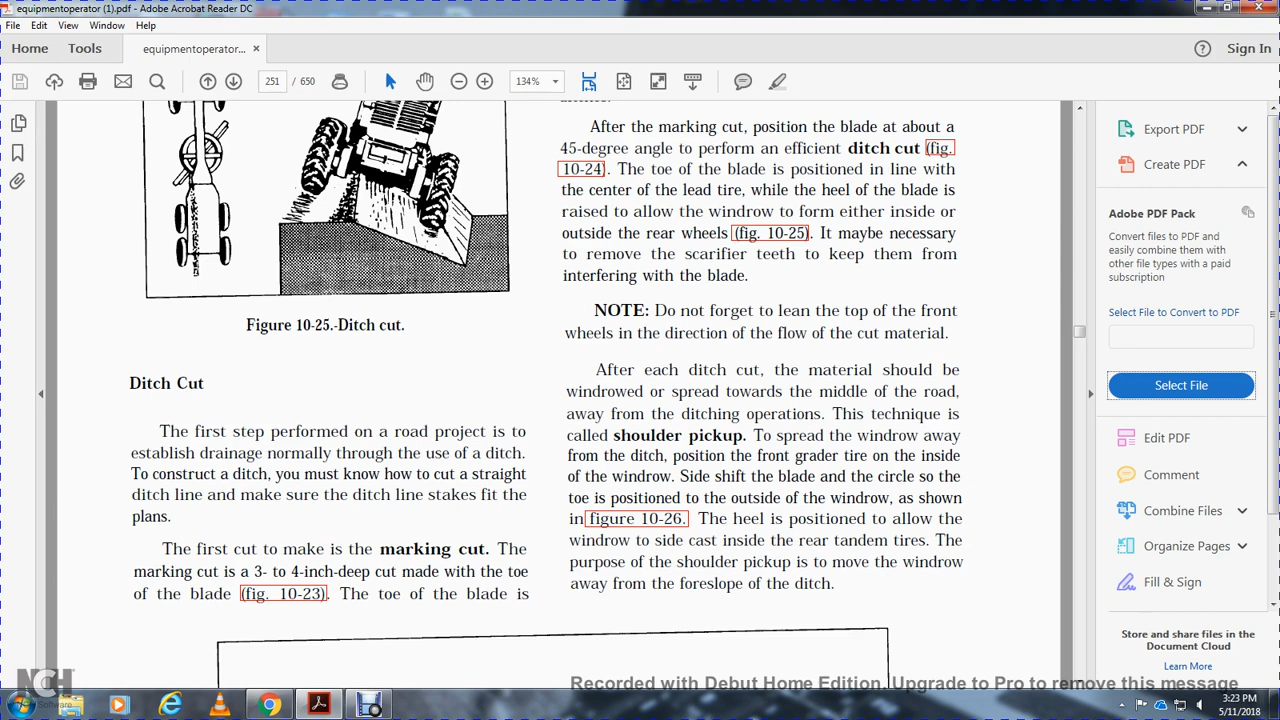 equipmentoperator (1).pdf - Adobe Acrobat Reader DC
File Edit View Window Help
Home Tools equipmentoperator... × Sign In
251 / 650 134%
After the marking cut, position the blade at about a
45-degree angle to perform an efficient ditch cut (fig.
10-24). The toe of the blade is positioned in line with
the center of the lead tire, while the heel of the blade is
raised to allow the windrow to form either inside or
outside the rear wheels (fig. 10-25). It maybe necessary
to remove the scarifier teeth to keep them from
interfering with the blade.
NOTE: Do not forget to lean the top of the front
wheels in the direction of the flow of the cut material.
After each ditch cut, the material should be
windrowed or spread towards the middle of the road,
away from the ditching operations. This technique is
called shoulder pickup. To spread the windrow away
from the ditch, position the front grader tire on the inside
of the windrow. Side shift the blade and the circle so the
toe is positioned to the outside of the windrow, as shown
in figure 10-26. The heel is positioned to allow the
windrow to side cast inside the rear tandem tires. The
purpose of the shoulder pickup is to move the windrow
away from the foreslope of the ditch.
Figure 10-25.-Ditch cut.
Ditch Cut
The first step performed on a road project is to
establish drainage normally through the use of a ditch.
To construct a ditch, you must know how to cut a straight
ditch line and make sure the ditch line stakes fit the
plans.
The first cut to make is the marking cut. The
marking cut is a 3- to 4-inch-deep cut made with the toe
of the blade (fig. 10-23). The toe of the blade is
Export PDF
Create PDF
Adobe PDF Pack
Convert files to PDF and
easily combine them with
other file types with a paid
subscription
Select File to Convert to PDF
Select File
Edit PDF
Comment
Combine Files
Organize Pages
Fill & Sign
Store and share files in the
Document Cloud
Learn More
NCH
Software
Recorded with Debut Home Edition. Upgrade to Pro to remove this message
3:23 PM
5/11/2018